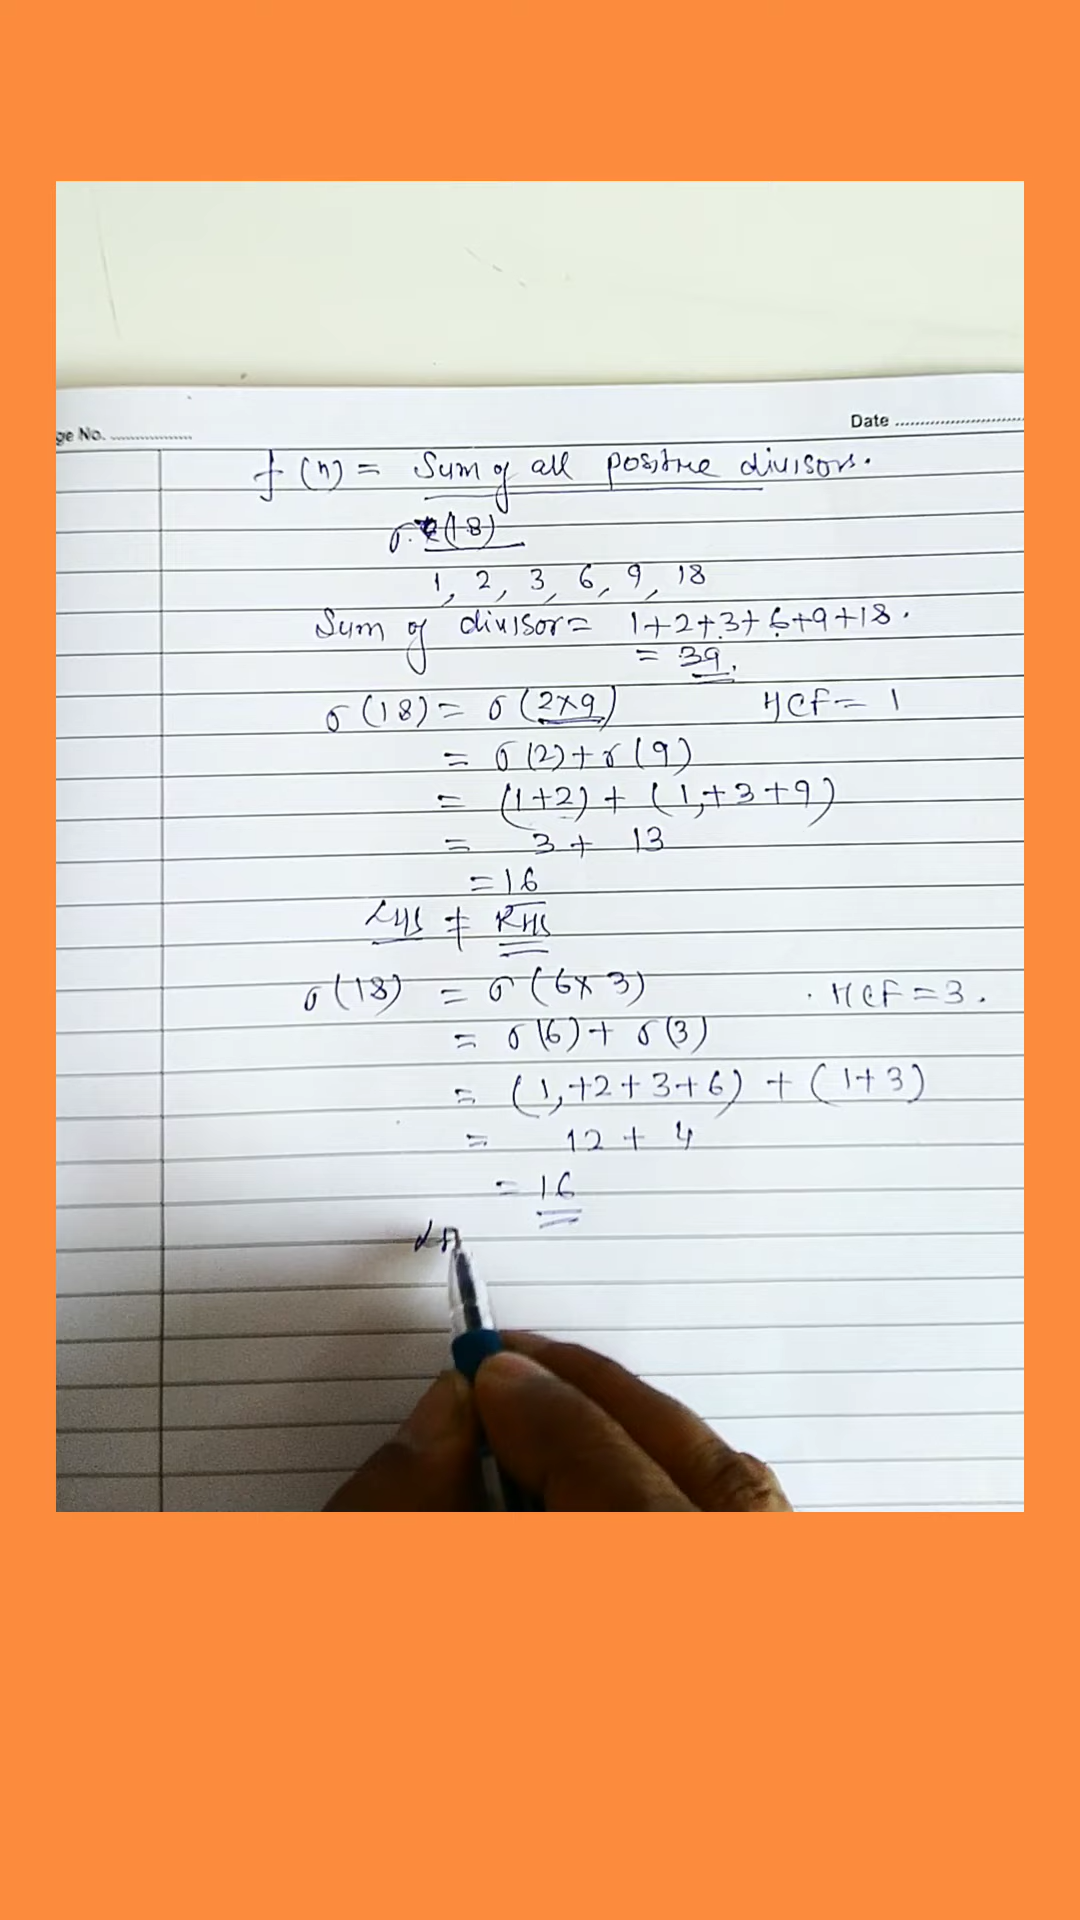 ge No. ................
Date ........................
f(n) = Sum of all positive divisors.
σ (18)
1, 2, 3, 6, 9, 18
Sum of divisor = 1+2+3+6+9+18.
= 39.
σ(18) = σ(2×9) HCF = 1
= σ(2)+σ(9)
= (1+2) + (1,+3+9)
= 3 + 13
= 16
LHS ≠ RHS
σ(18) = σ(6×3) . HCF = 3.
= σ(6)+ σ(3)
= (1,+2+3+6) + (1+3)
= 12 + 4
= 16
LH